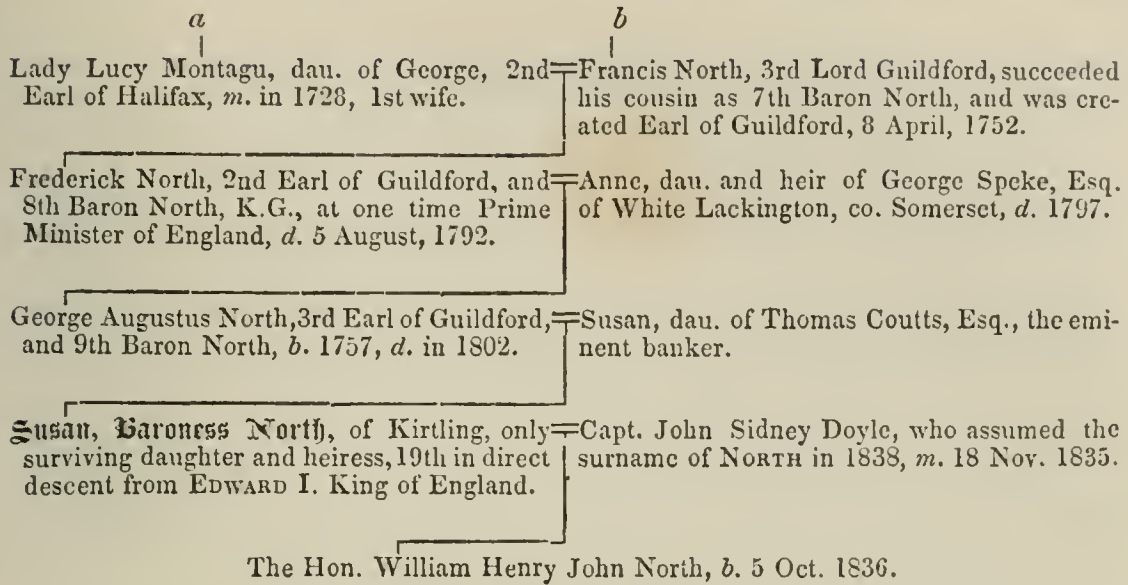 a b
Lady Lucy Montagu, dau. of George, 2nd
Earl of Halifax, m. in 1728, 1st wife.
Francis North, 3rd Lord Guildford, succeeded
his cousin as 7th Baron North, and was cre-
ated Earl of Guildford, 8 April, 1752.
Frederick North, 2nd Earl of Guildford, and
8th Baron North, K.G., at one time Prime
Minister of England, d. 5 August, 1792.
Anne, dau. and heir of George Speke, Esq.
of White Lackington, co. Somerset, d. 1797.
George Augustus North, 3rd Earl of Guildford,
and 9th Baron North, b. 1757, d. in 1802.
Susan, dau. of Thomas Coutts, Esq., the emi-
nent banker.
Susan, Baroness North, of Kirtling, only
surviving daughter and heiress, 19th in direct
descent from EDWARD I. King of England.
Capt. John Sidney Doyle, who assumed the
surname of NORTH in 1838, m. 18 Nov. 1835.
The Hon. William Henry John North, b. 5 Oct. 1836.